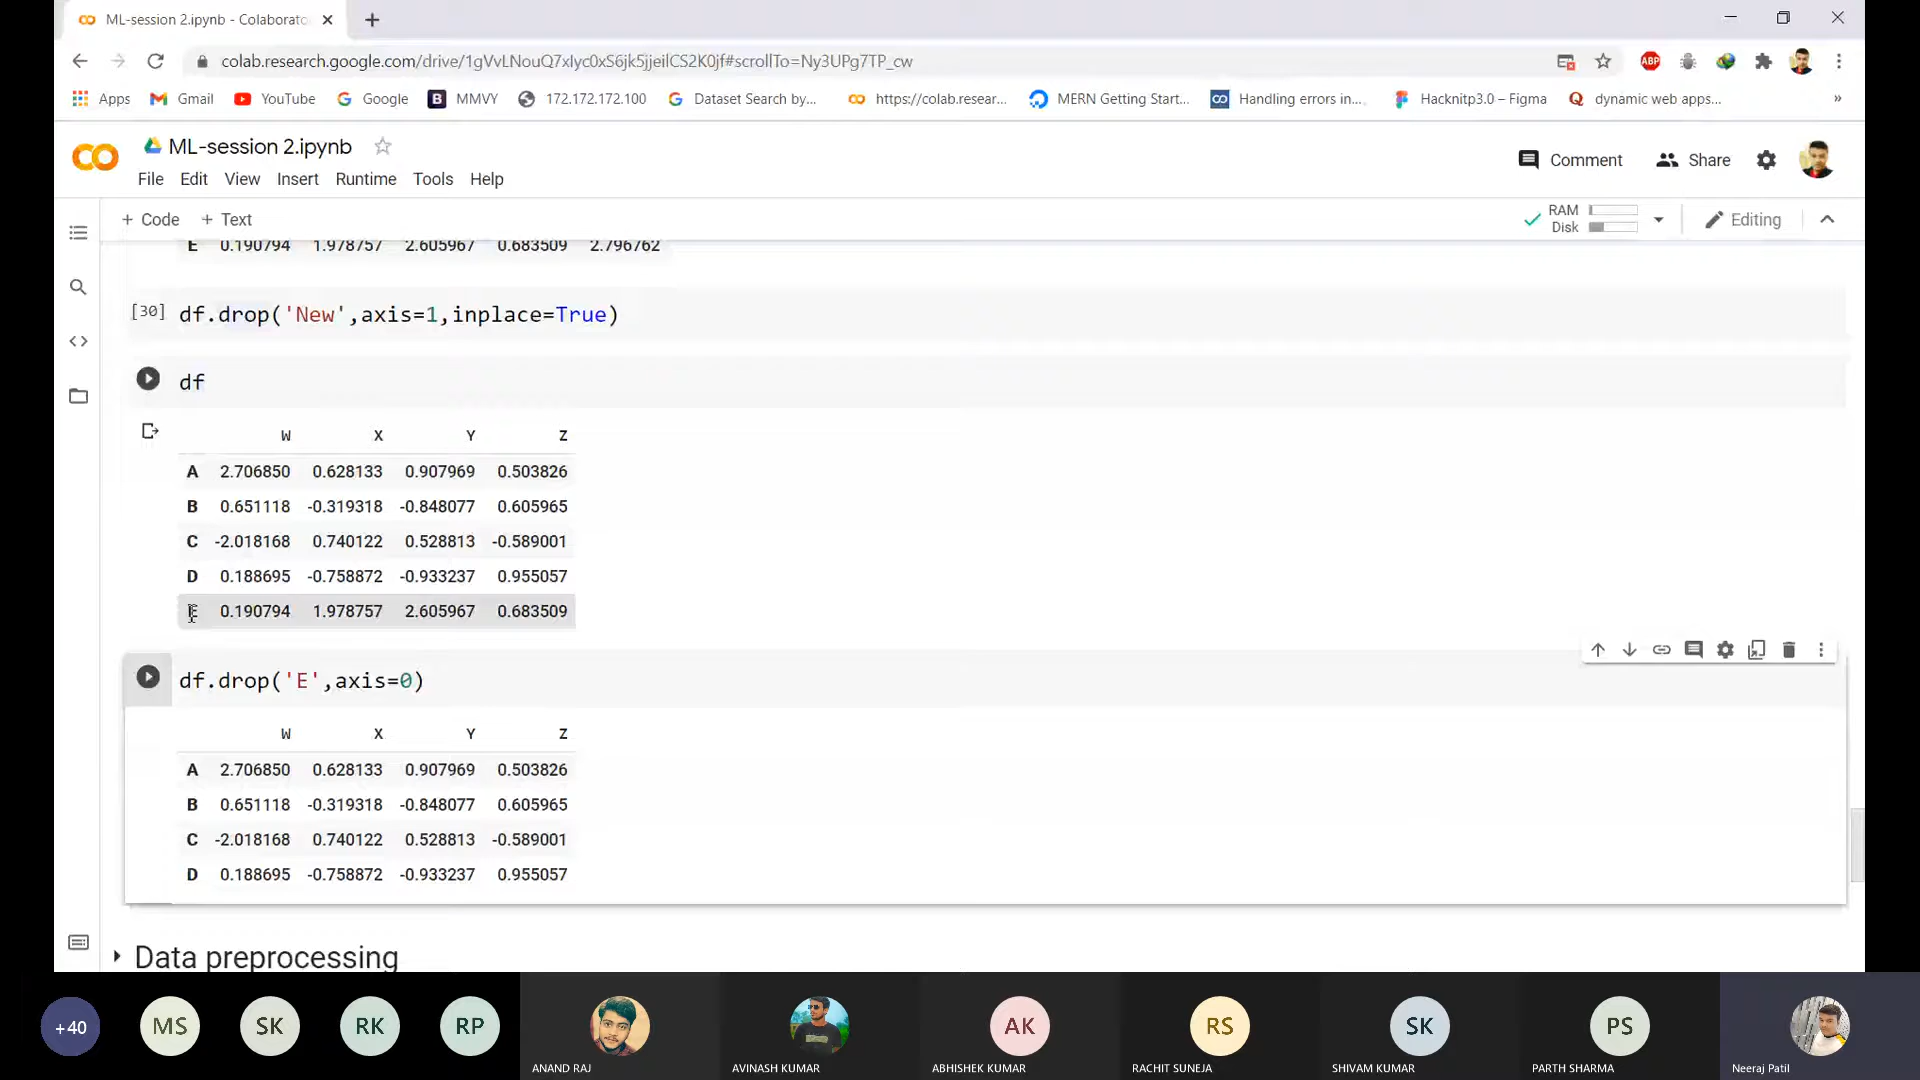 ML-session 2.ipynb - Colaborato
colab.research.google.com/drive/1gVvLNouQ7xIyc0xS6jk5jjeilCS2K0jf#scrollTo=Ny3UPg7TP_cw
ABP
Apps Gmail YouTube Google B MMVY 172.172.172.100 Dataset Search by... https://colab.resear... MERN Getting Start... Handling errors in... Hacknitp3.0 – Figma dynamic web apps... »
ML-session 2.ipynb
Comment Share
File Edit View Insert Runtime Tools Help
+ Code + Text
RAM
Disk
Editing
E 0.190794 1.978757 2.605967 0.683509 2.796762
[30] df.drop('New',axis=1,inplace=True)
df
W X Y Z
A 2.706850 0.628133 0.907969 0.503826
B 0.651118 -0.319318 -0.848077 0.605965
C -2.018168 0.740122 0.528813 -0.589001
D 0.188695 -0.758872 -0.933237 0.955057
E 0.190794 1.978757 2.605967 0.683509
df.drop('E',axis=0)
W X Y Z
A 2.706850 0.628133 0.907969 0.503826
B 0.651118 -0.319318 -0.848077 0.605965
C -2.018168 0.740122 0.528813 -0.589001
D 0.188695 -0.758872 -0.933237 0.955057
Data preprocessing
+40 MS SK RK RP AK RS SK PS
ANAND RAJ AVINASH KUMAR ABHISHEK KUMAR RACHIT SUNEJA SHIVAM KUMAR PARTH SHARMA Neeraj Patil